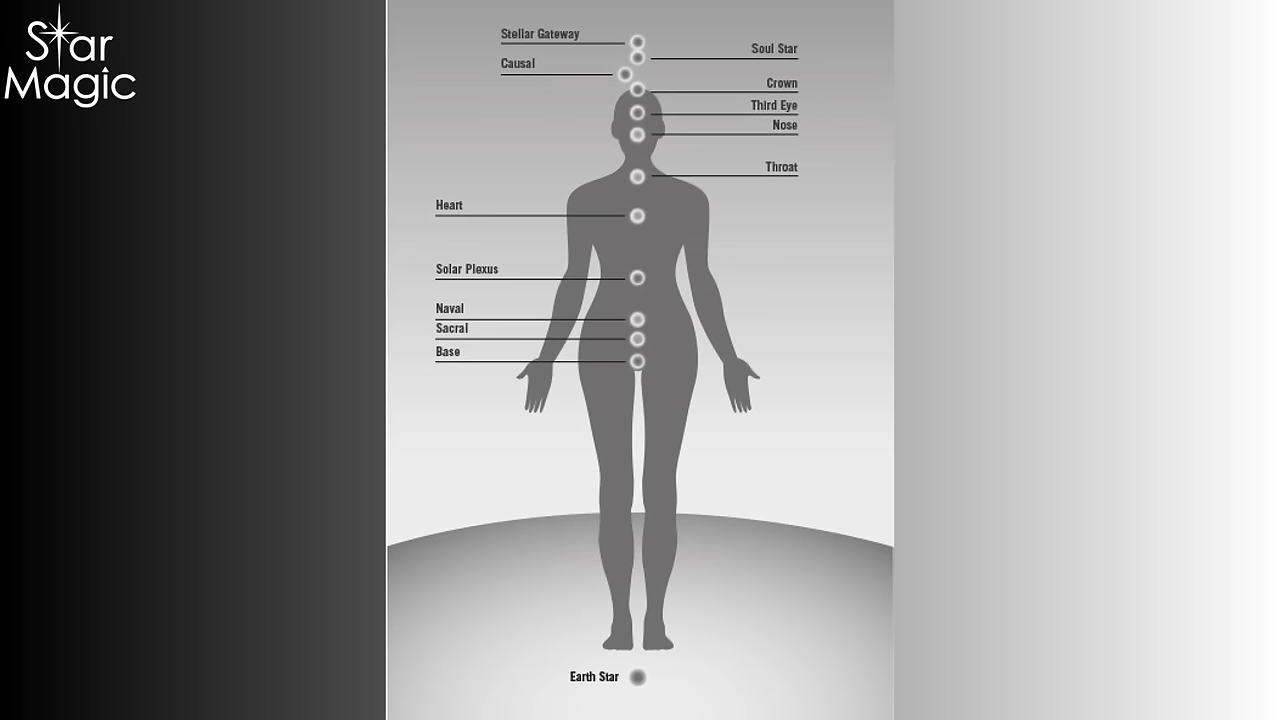 Star
Magic
Stellar Gateway
Soul Star
Causal
Crown
Third Eye
Nose
Throat
Heart
Solar Plexus
Naval
Sacral
Base
Earth Star